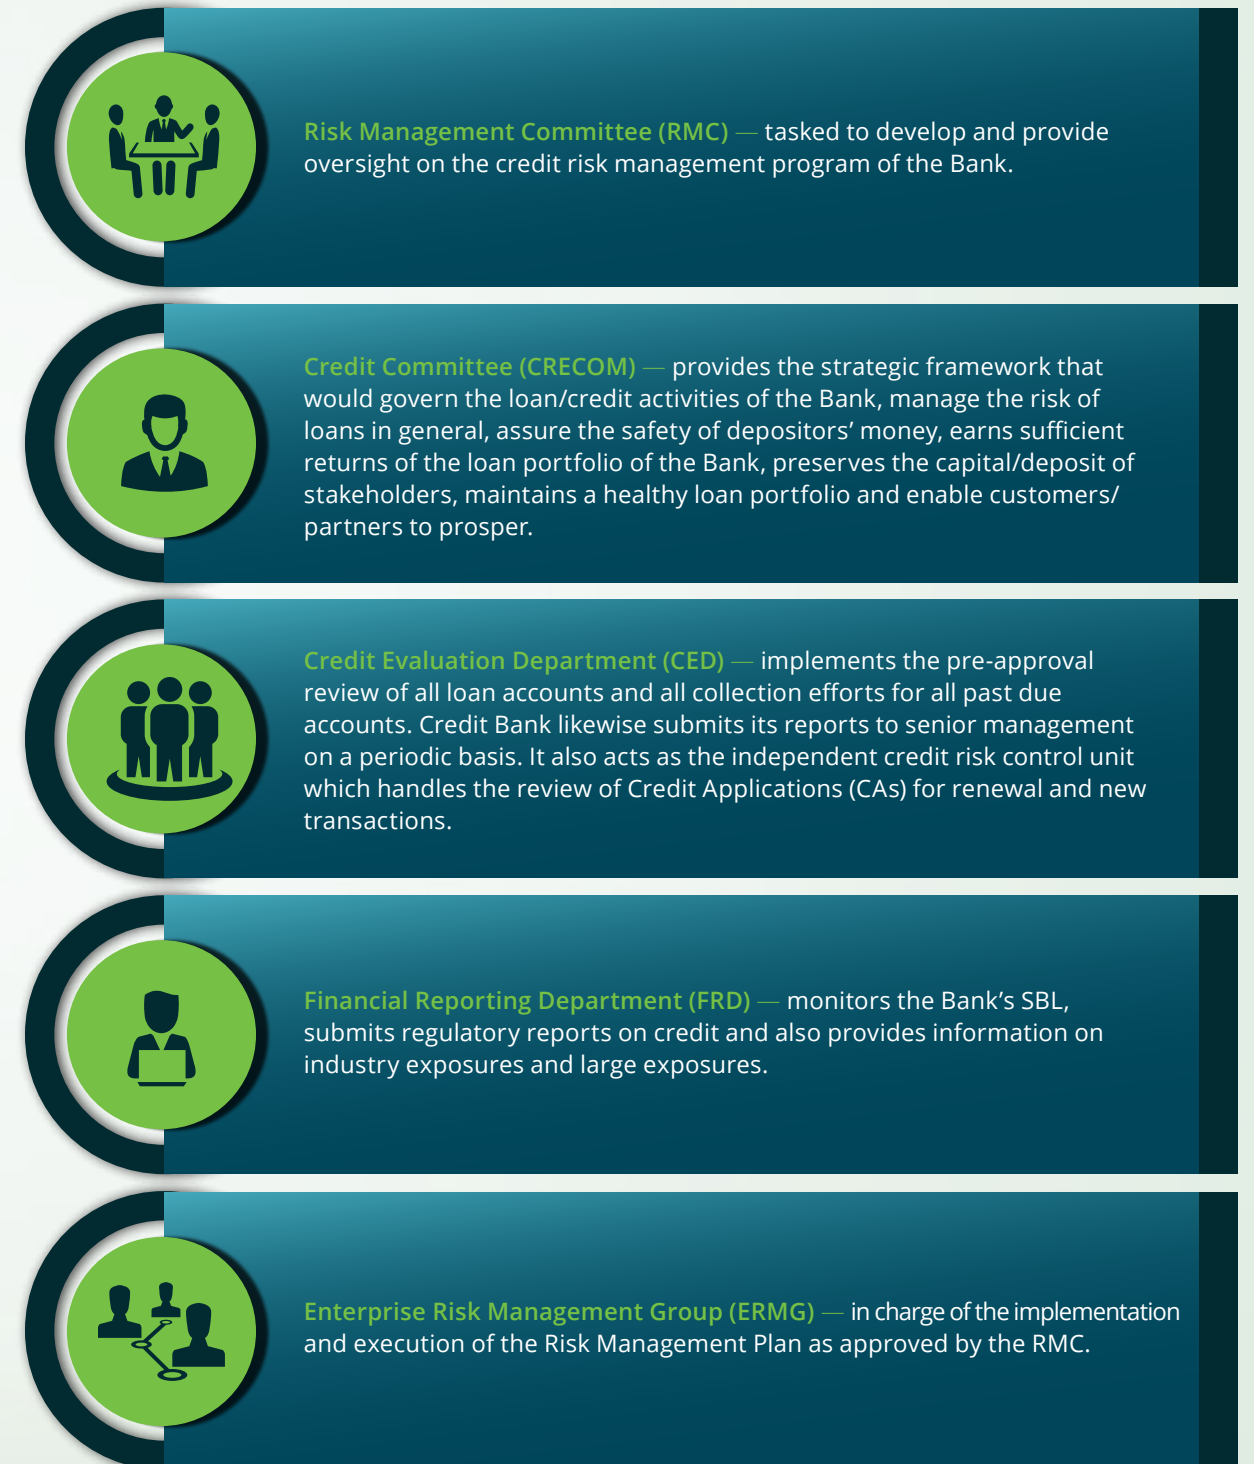 Risk Management Committee (RMC) — tasked to develop and provide
oversight on the credit risk management program of the Bank.
Credit Committee (CRECOM) — provides the strategic framework that
would govern the loan/credit activities of the Bank, manage the risk of
loans in general, assure the safety of depositors’ money, earns sufficient
returns of the loan portfolio of the Bank, preserves the capital/deposit of
stakeholders, maintains a healthy loan portfolio and enable customers/
partners to prosper.
Credit Evaluation Department (CED) — implements the pre-approval
review of all loan accounts and all collection efforts for all past due
accounts. Credit Bank likewise submits its reports to senior management
on a periodic basis. It also acts as the independent credit risk control unit
which handles the review of Credit Applications (CAs) for renewal and new
transactions.
Financial Reporting Department (FRD) — monitors the Bank’s SBL,
submits regulatory reports on credit and also provides information on
industry exposures and large exposures.
Enterprise Risk Management Group (ERMG) — in charge of the implementation
and execution of the Risk Management Plan as approved by the RMC.